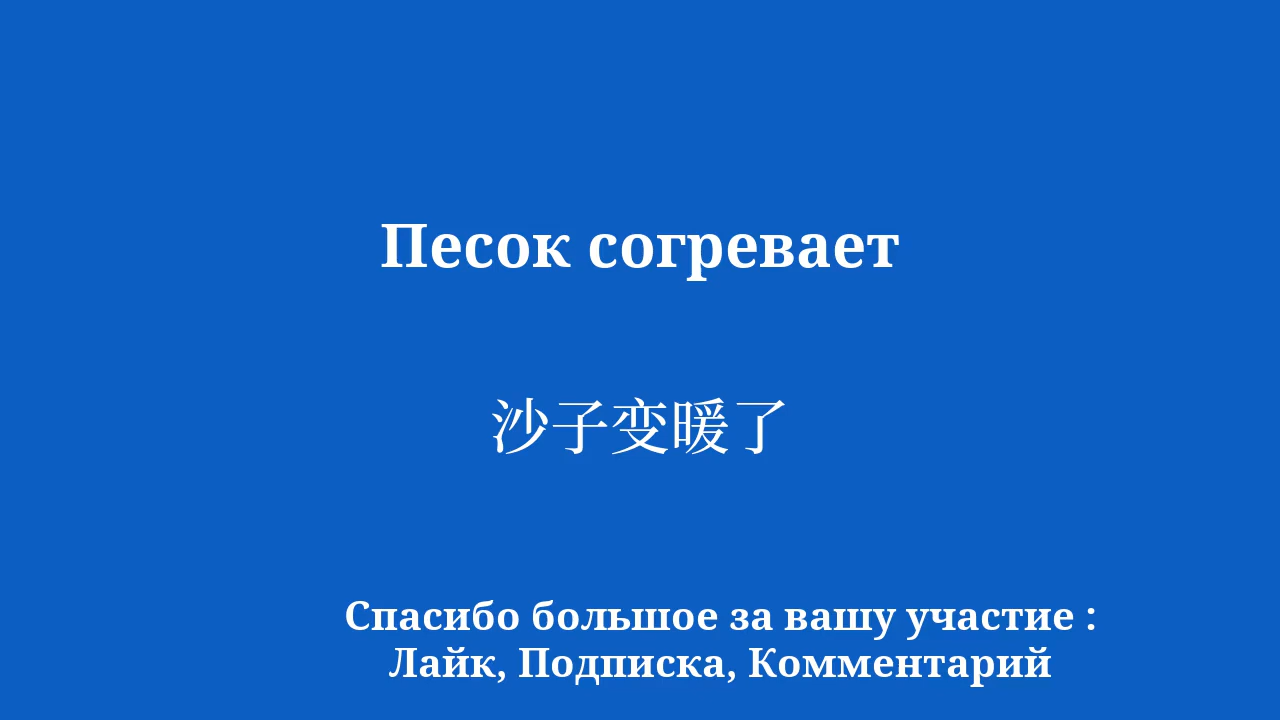 Песок согревает
沙子变暖了
Спасибо большое за вашу участие :
Лайк, Подписка, Комментарий